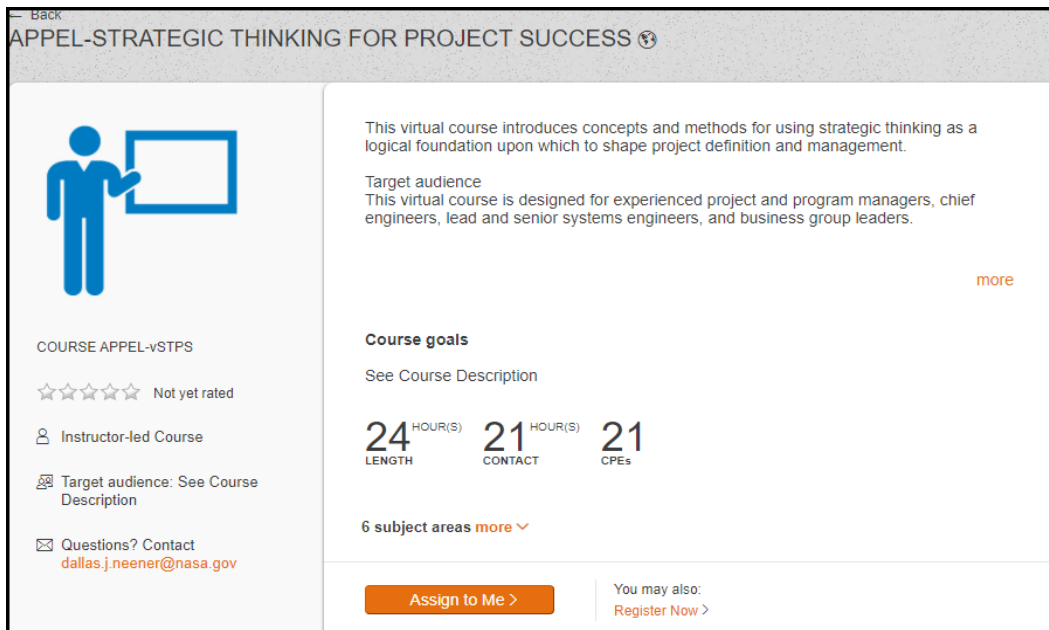 ← Back
APPEL-STRATEGIC THINKING FOR PROJECT SUCCESS
This virtual course introduces concepts and methods for using strategic thinking as a
logical foundation upon which to shape project definition and management.
Target audience
This virtual course is designed for experienced project and program managers, chief
engineers, lead and senior systems engineers, and business group leaders.
more
COURSE APPEL-vSTPS
Not yet rated
Instructor-led Course
Target audience: See Course
Description
Questions? Contact
dallas.j.neener@nasa.gov
Course goals
See Course Description
24 HOUR(S) 21 HOUR(S) 21
LENGTH CONTACT CPEs
6 subject areas more
Assign to Me >
You may also:
Register Now >